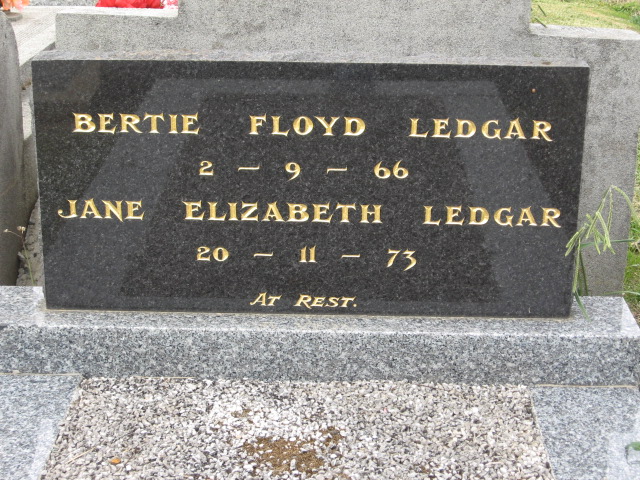 BERTIE FLOYD LEDGAR
2 – 9 – 66
JANE ELIZABETH LEDGAR
20 – 11 – 73
AT REST.